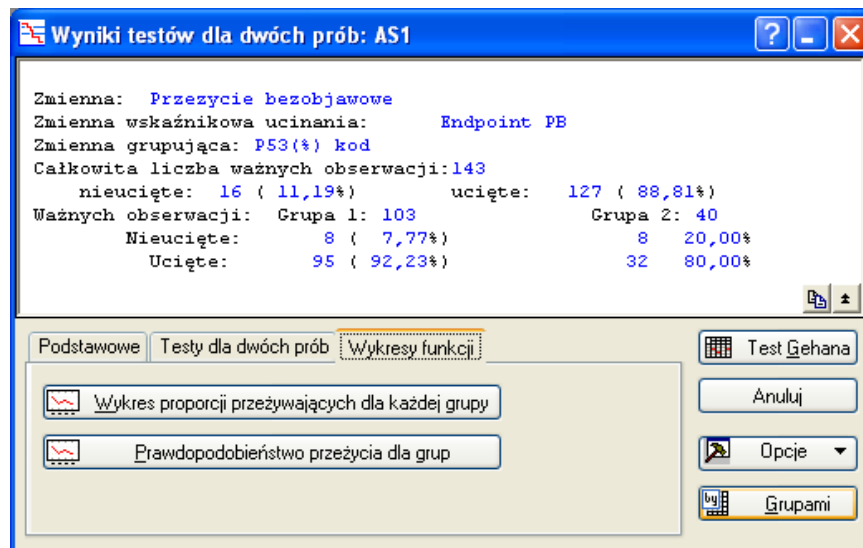 Wyniki testów dla dwóch prób: AS1
Zmienna: Przezycie bezobjawowe
Zmienna wskaźnikowa ucinania: Endpoint PB
Zmienna grupująca: P53(%) kod
Całkowita liczba ważnych obserwacji:143
nieucięte: 16 ( 11,19%) ucięte: 127 ( 88,81%)
Ważnych obserwacji: Grupa 1: 103 Grupa 2: 40
Nieucięte: 8 ( 7,77%) 8 20,00%
Ucięte: 95 ( 92,23%) 32 80,00%
Podstawowe Testy dla dwóch prób Wykresy funkcji
Test Gehana
Wykres proporcji przeżywających dla każdej grupy
Anuluj
Prawdopodobieństwo przeżycia dla grup
Opcje
by Grupami